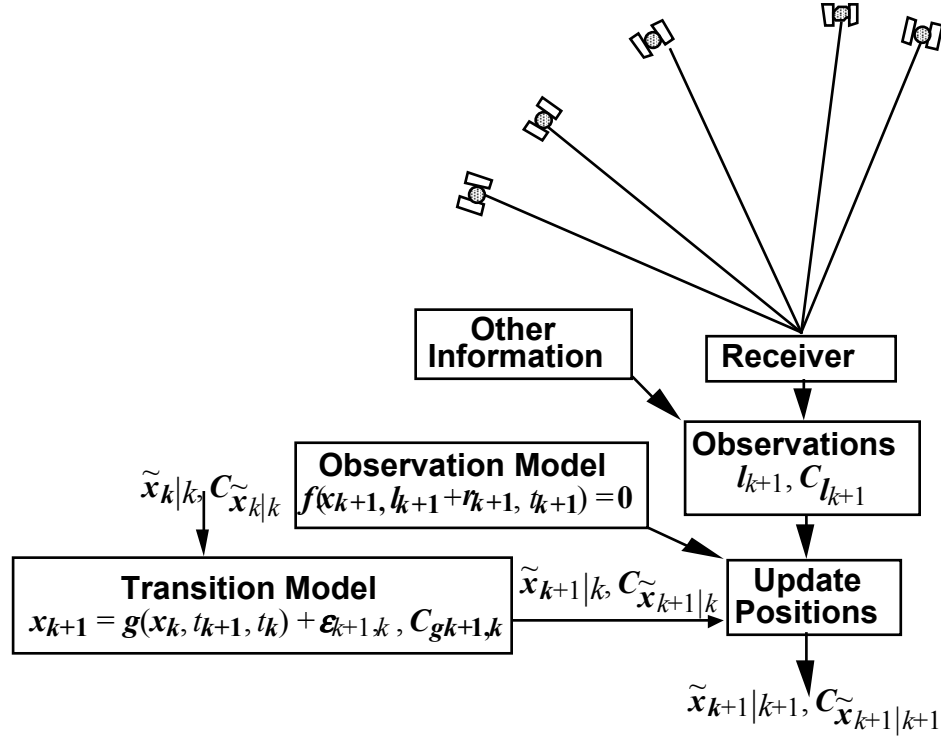 Other
Information
Receiver
Observations
l_{k+1}, C_{l_{k+1}}
Observation Model
f(x_{k+1}, l_{k+1}+r_{k+1}, t_{k+1}) = 0
x̃_{k|k}, C_{x̃_{k|k}}
Transition Model
x_{k+1} = g(x_k, t_{k+1}, t_k) + ε_{k+1,k}, C_{g_{k+1,k}}
x̃_{k+1|k}, C_{x̃_{k+1|k}}
Update
Positions
x̃_{k+1|k+1}, C_{x̃_{k+1|k+1}}